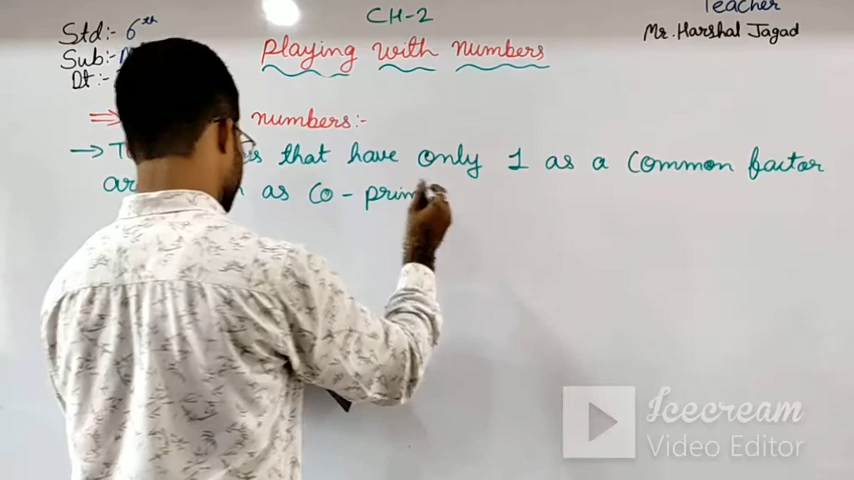 CH-2
Teacher
Std:- 6th
Mr. Harshal Jagad
Sub:-
Playing with Numbers
Dt:-
⇒ numbers:-
→ that have only 1 as a common factor
as Co-prim
Icecream
Video Editor